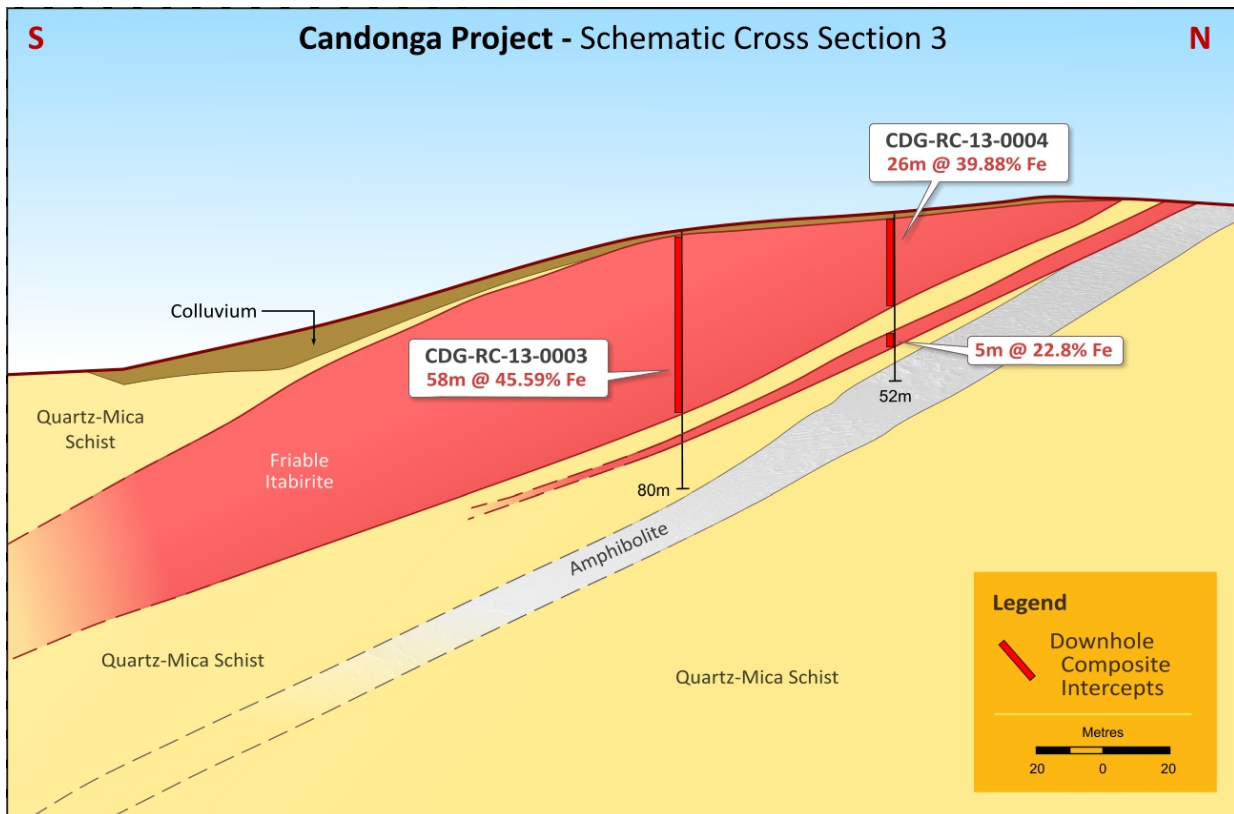 S
Candonga Project - Schematic Cross Section 3
N
CDG-RC-13-0004
26m @ 39.88% Fe
Colluvium
CDG-RC-13-0003
58m @ 45.59% Fe
5m @ 22.8% Fe
52m
Quartz-Mica
Schist
Friable
Itabirite
80m
Amphibolite
Quartz-Mica Schist
Quartz-Mica Schist
Legend
Downhole
Composite
Intercepts
Metres
20 0 20